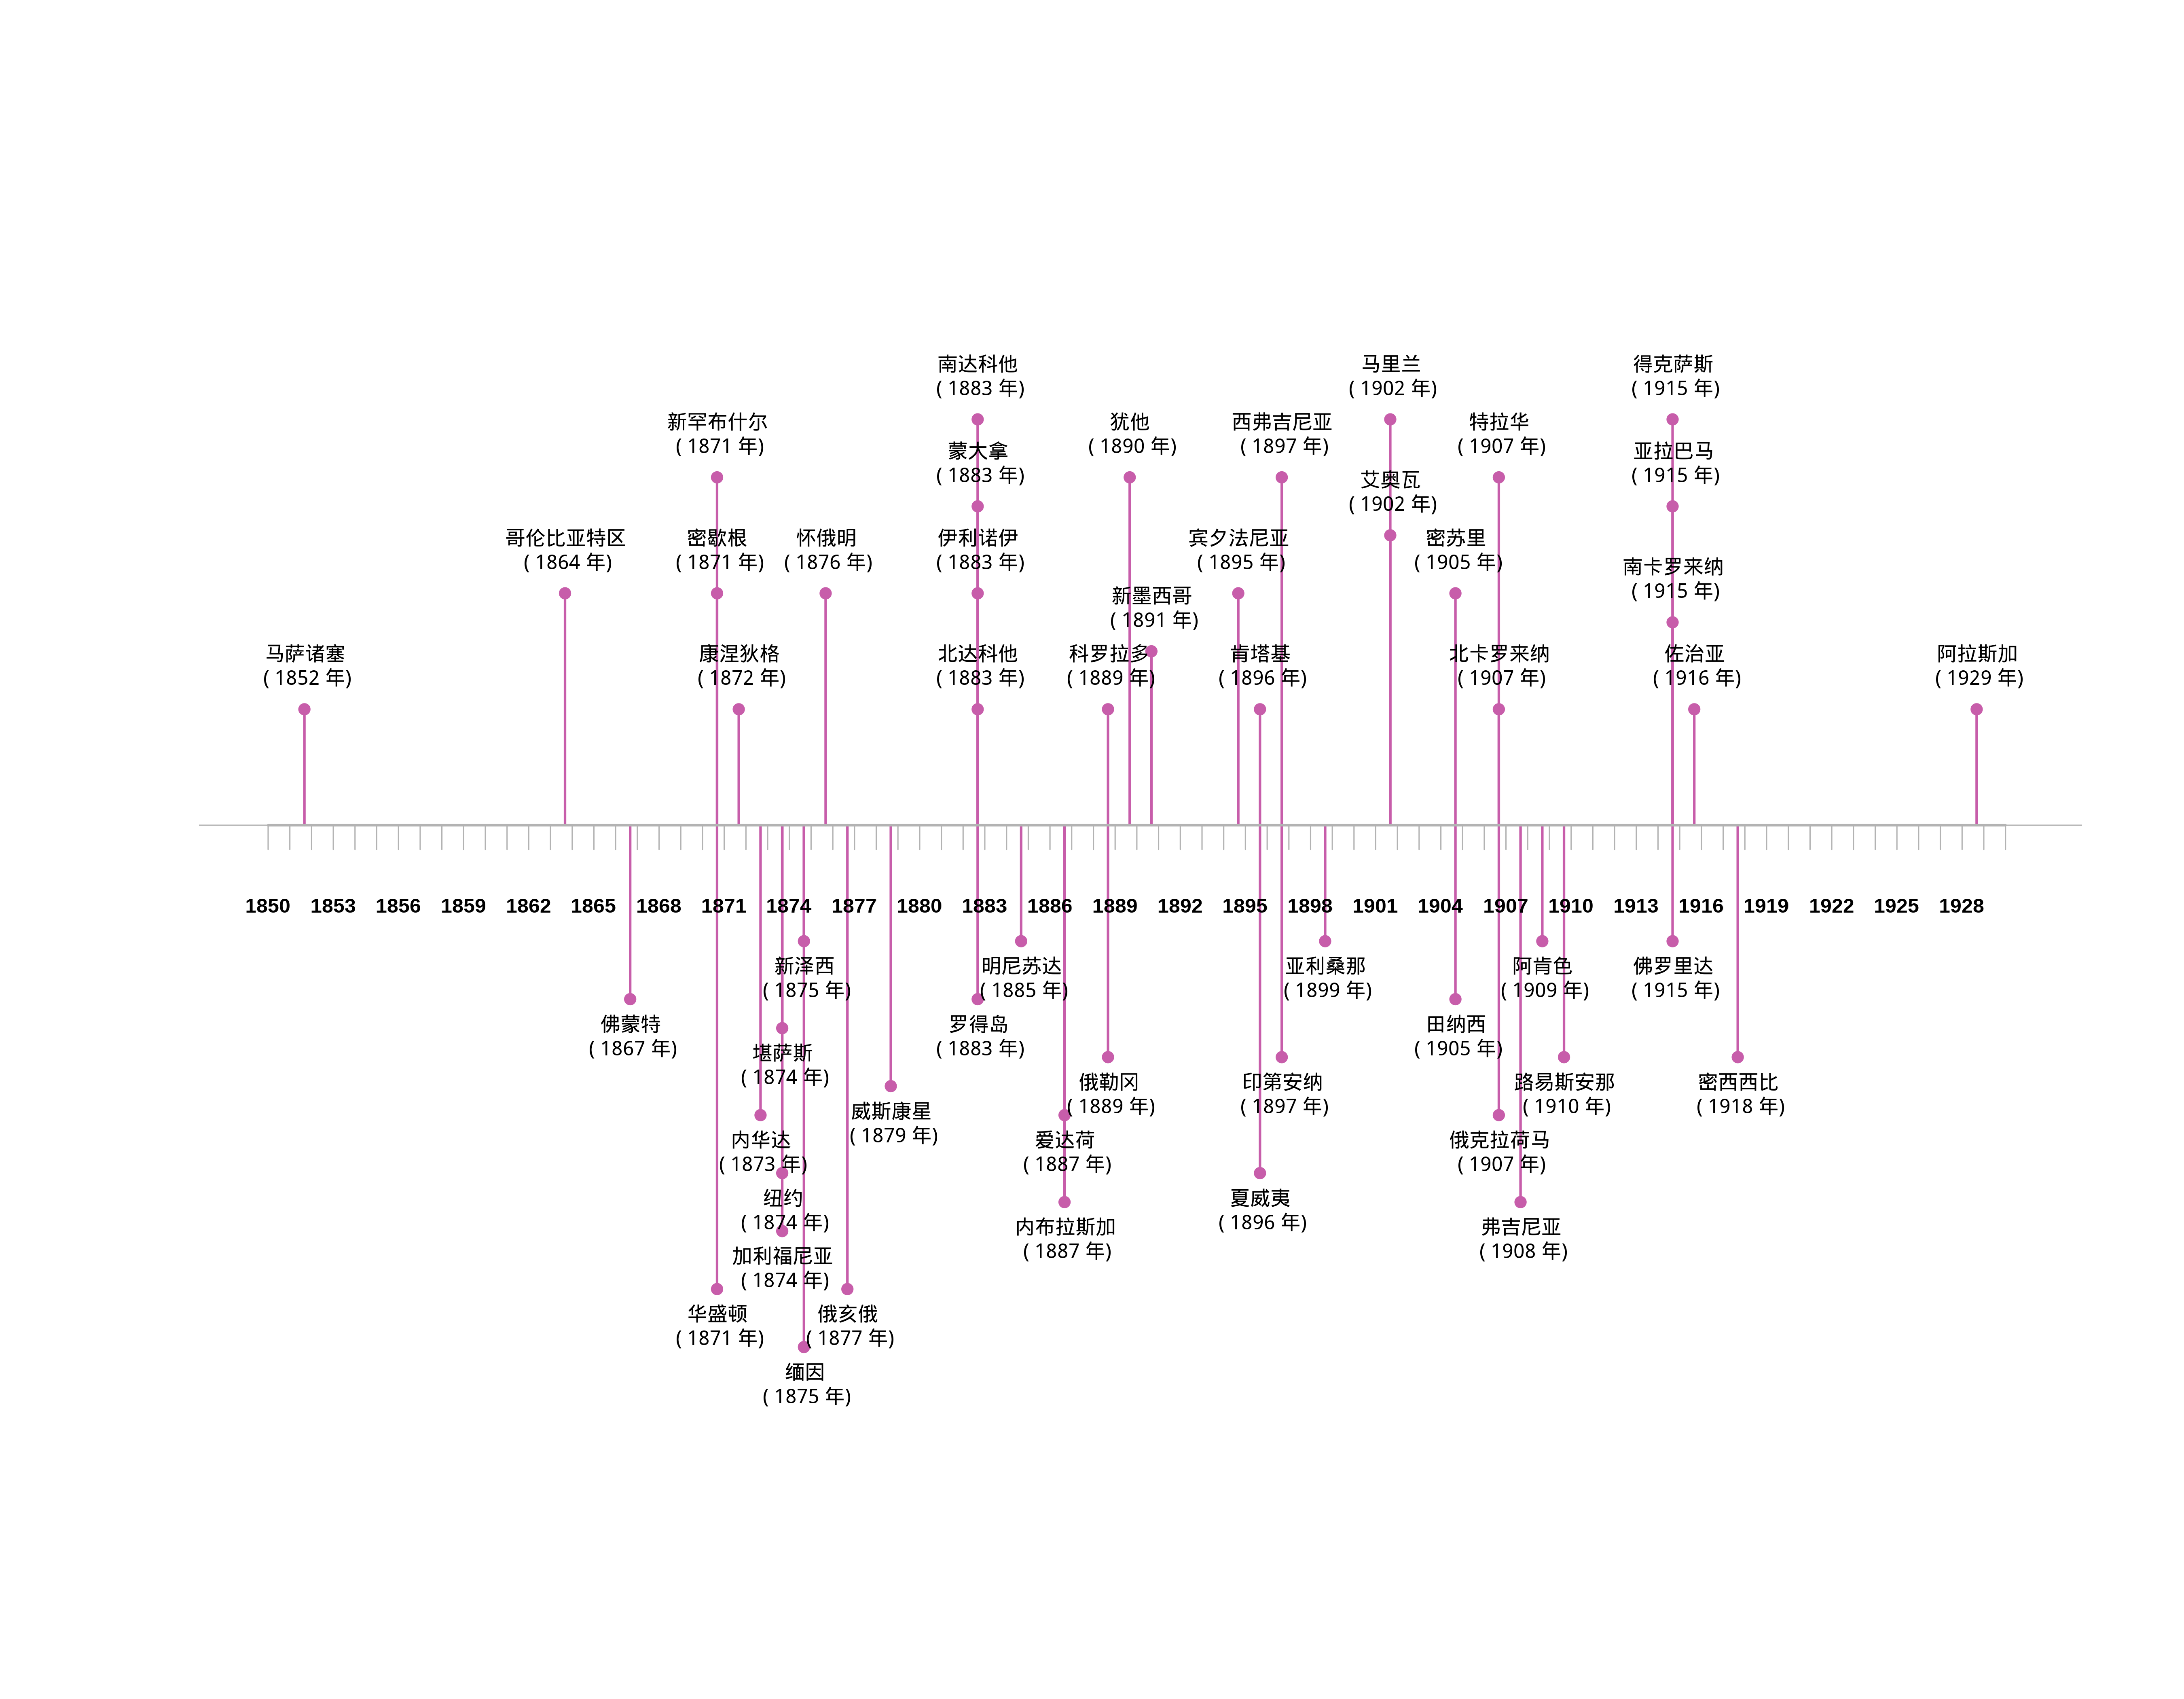 南达科他
( 1883 年)
马里兰
( 1902 年)
得克萨斯
( 1915 年)
新罕布什尔
( 1871 年)
犹他
( 1890 年)
西弗吉尼亚
( 1897 年)
特拉华
( 1907 年)
蒙大拿
( 1883 年)
亚拉巴马
( 1915 年)
艾奥瓦
( 1902 年)
哥伦比亚特区
( 1864 年)
密歇根
( 1871 年)
怀俄明
( 1876 年)
伊利诺伊
( 1883 年)
宾夕法尼亚
( 1895 年)
密苏里
( 1905 年)
南卡罗来纳
( 1915 年)
新墨西哥
( 1891 年)
马萨诸塞
( 1852 年)
康涅狄格
( 1872 年)
北达科他
( 1883 年)
科罗拉多
( 1889 年)
肯塔基
( 1896 年)
北卡罗来纳
( 1907 年)
佐治亚
( 1916 年)
阿拉斯加
( 1929 年)
1850 1853 1856 1859 1862 1865 1868 1871 1874 1877 1880 1883 1886 1889 1892 1895 1898 1901 1904 1907 1910 1913 1916 1919 1922 1925 1928
新泽西
( 1875 年)
明尼苏达
( 1885 年)
亚利桑那
( 1899 年)
阿肯色
( 1909 年)
佛罗里达
( 1915 年)
佛蒙特
( 1867 年)
罗得岛
( 1883 年)
田纳西
( 1905 年)
堪萨斯
( 1874 年)
俄勒冈
( 1889 年)
印第安纳
( 1897 年)
路易斯安那
( 1910 年)
密西西比
( 1918 年)
威斯康星
( 1879 年)
内华达
( 1873 年)
爱达荷
( 1887 年)
俄克拉荷马
( 1907 年)
纽约
( 1874 年)
夏威夷
( 1896 年)
内布拉斯加
( 1887 年)
弗吉尼亚
( 1908 年)
加利福尼亚
( 1874 年)
华盛顿
( 1871 年)
俄亥俄
( 1877 年)
缅因
( 1875 年)